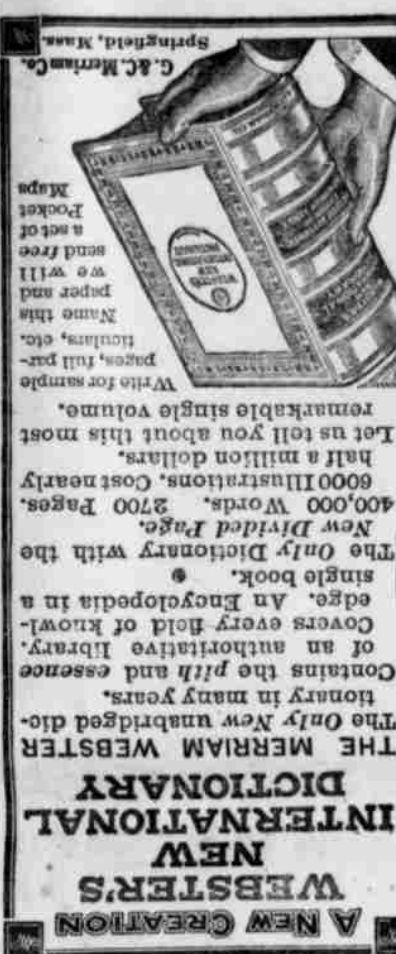 A NEW CREATION
WEBSTER'S
NEW
INTERNATIONAL
DICTIONARY
THE MERRIAM WEBSTER
The Only New unabridged dic-
tionary in many years.
Contains the pith and essence
of an authoritative library.
Covers every field of knowl-
edge. An Encyclopedia in a
single book.
The Only Dictionary with the
New Divided Page.
400,000 Words. 2700 Pages.
6000 Illustrations. Cost nearly
half a million dollars.
Let us tell you about this most
remarkable single volume.
Write for sample
pages, full par-
ticulars, etc.
Name this
paper and
we will
send free
a set of
Pocket
Maps
G. & C. Merriam Co.
Springfield, Mass.